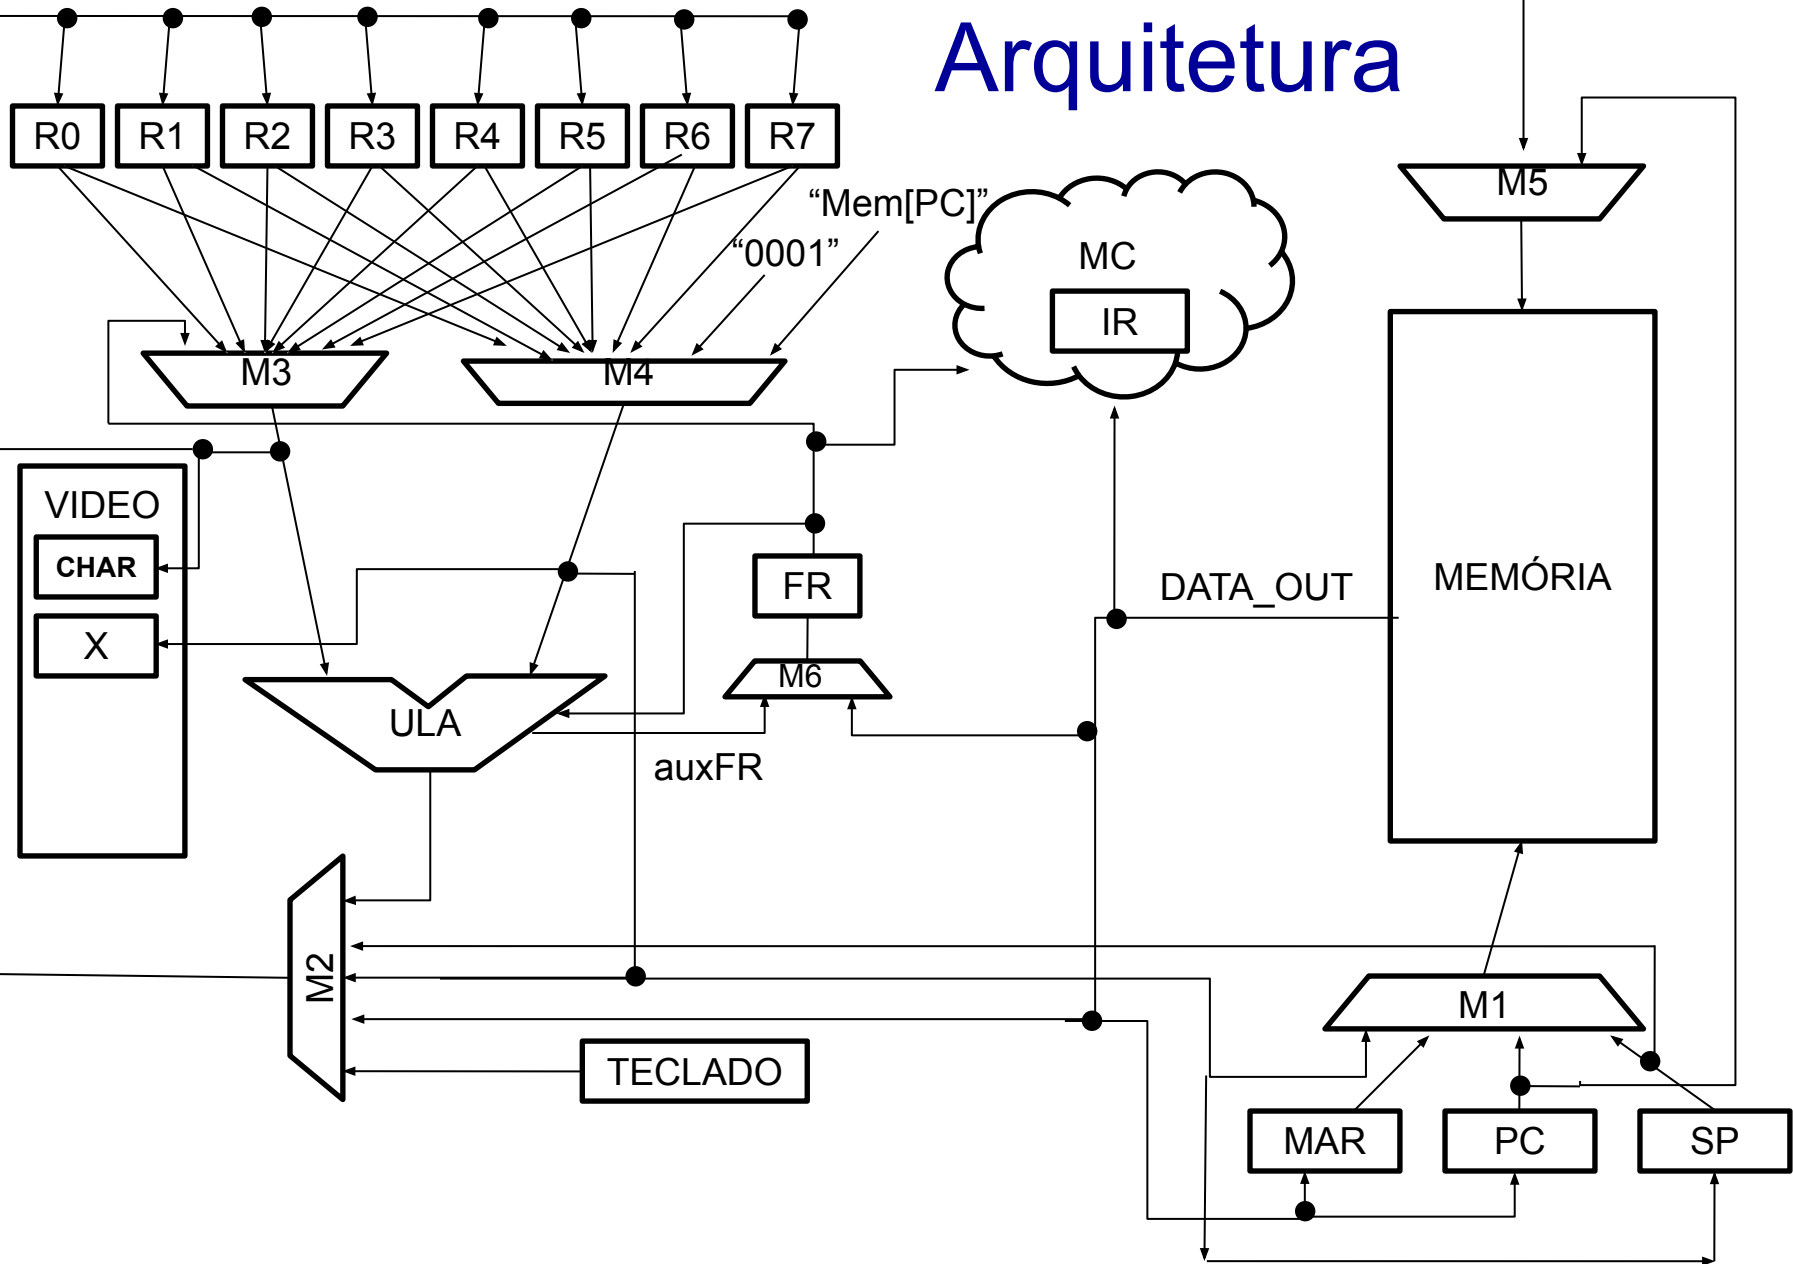 Arquitetura
R0 R1 R2 R3 R4 R5 R6 R7
M5
“Mem[PC]”
“0001”
MC
IR
M3 M4
VIDEO
CHAR
X
FR
DATA_OUT
MEMÓRIA
M6
ULA
auxFR
M2
M1
TECLADO
MAR PC SP